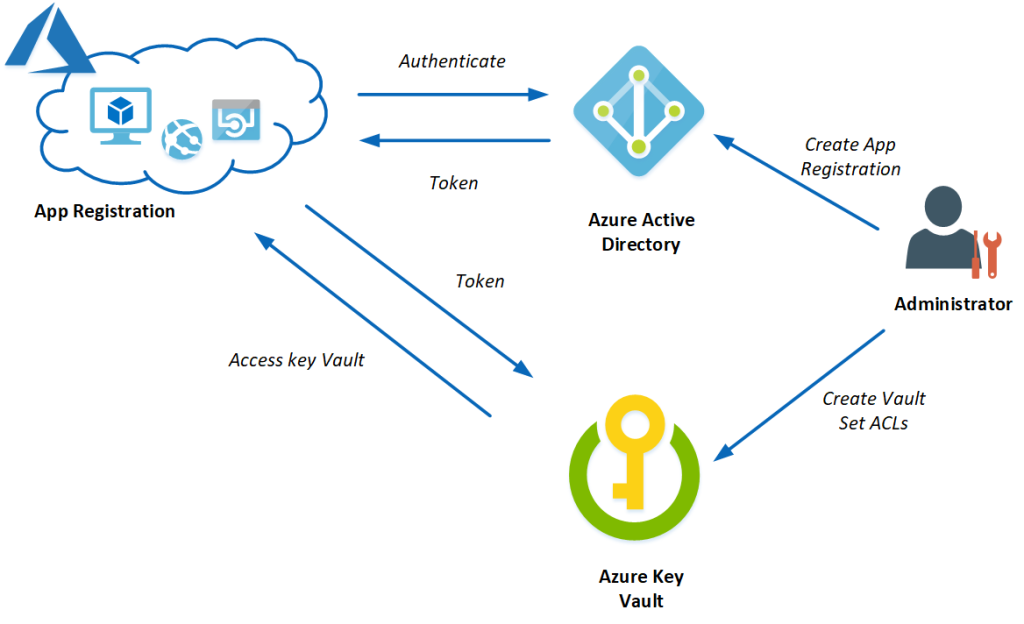 Authenticate
Token
App Registration
Azure Active
Directory
Create App
Registration
Administrator
Token
Access key Vault
Create Vault
Set ACLs
Azure Key
Vault